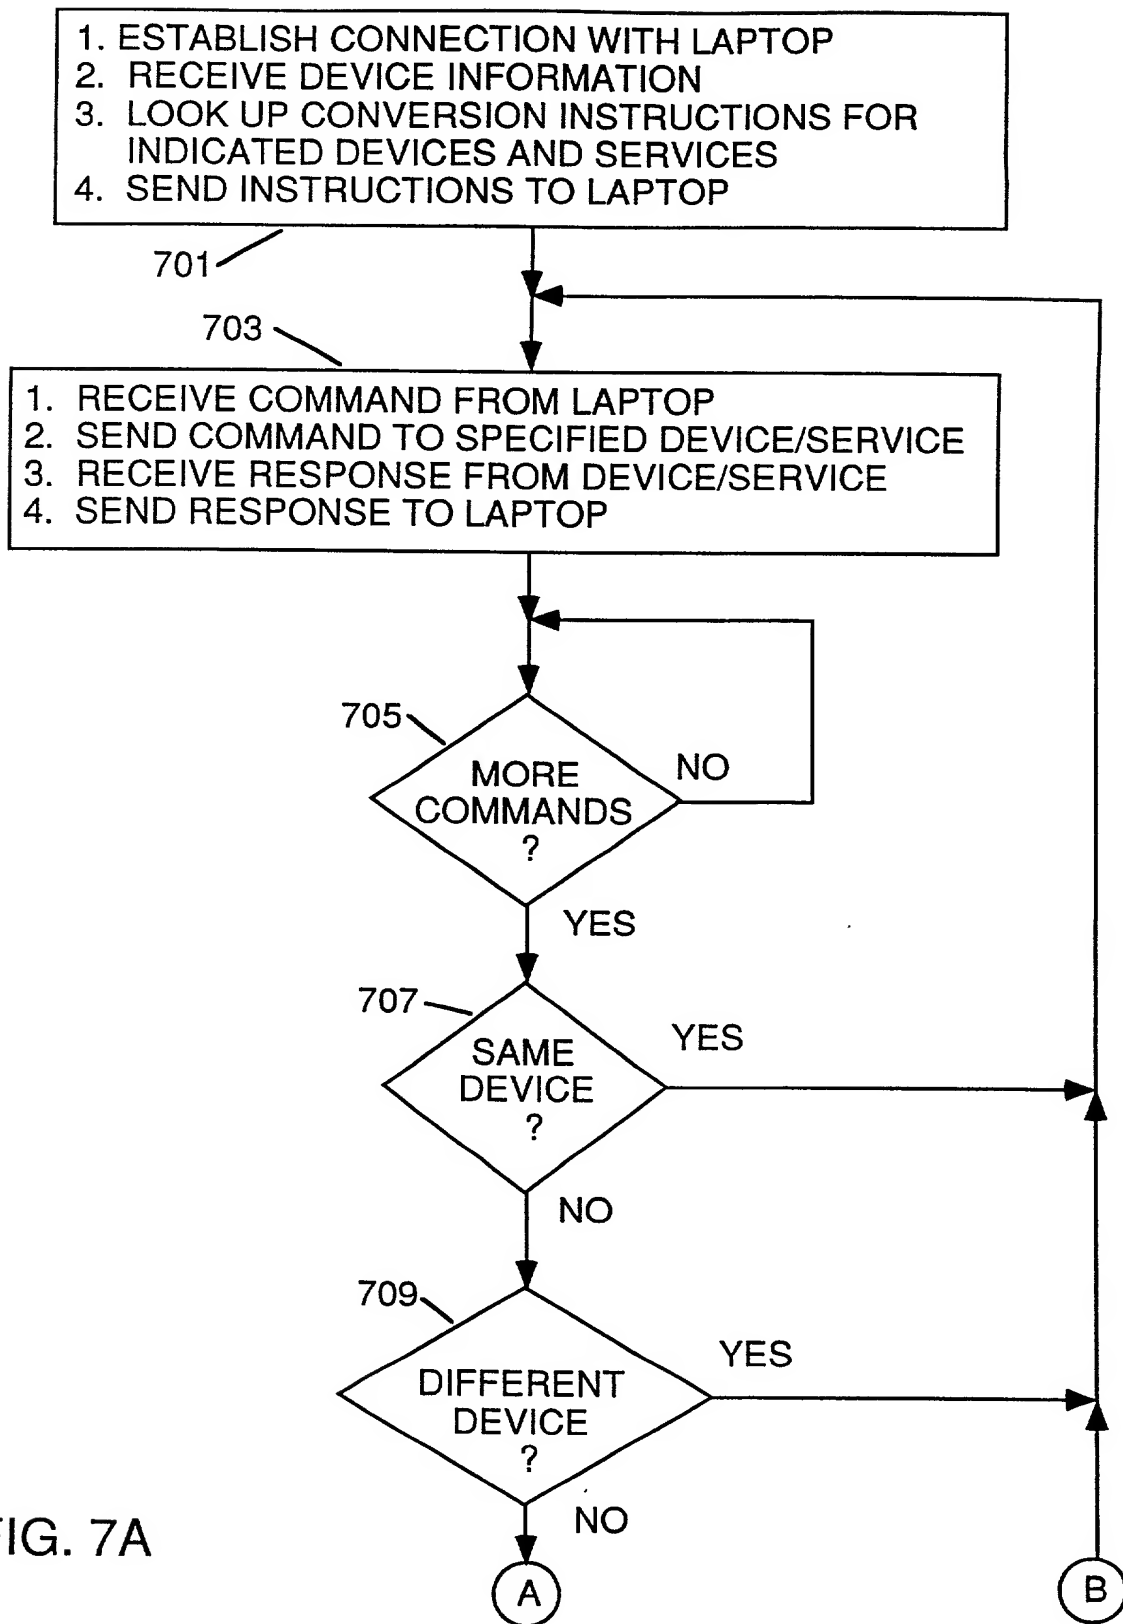 1. ESTABLISH CONNECTION WITH LAPTOP
2. RECEIVE DEVICE INFORMATION
3. LOOK UP CONVERSION INSTRUCTIONS FOR
INDICATED DEVICES AND SERVICES
4. SEND INSTRUCTIONS TO LAPTOP
701
703
1. RECEIVE COMMAND FROM LAPTOP
2. SEND COMMAND TO SPECIFIED DEVICE/SERVICE
3. RECEIVE RESPONSE FROM DEVICE/SERVICE
4. SEND RESPONSE TO LAPTOP
705
MORE
COMMANDS
?
NO
YES
707
SAME
DEVICE
?
YES
NO
709
DIFFERENT
DEVICE
?
YES
NO
FIG. 7A
A
B